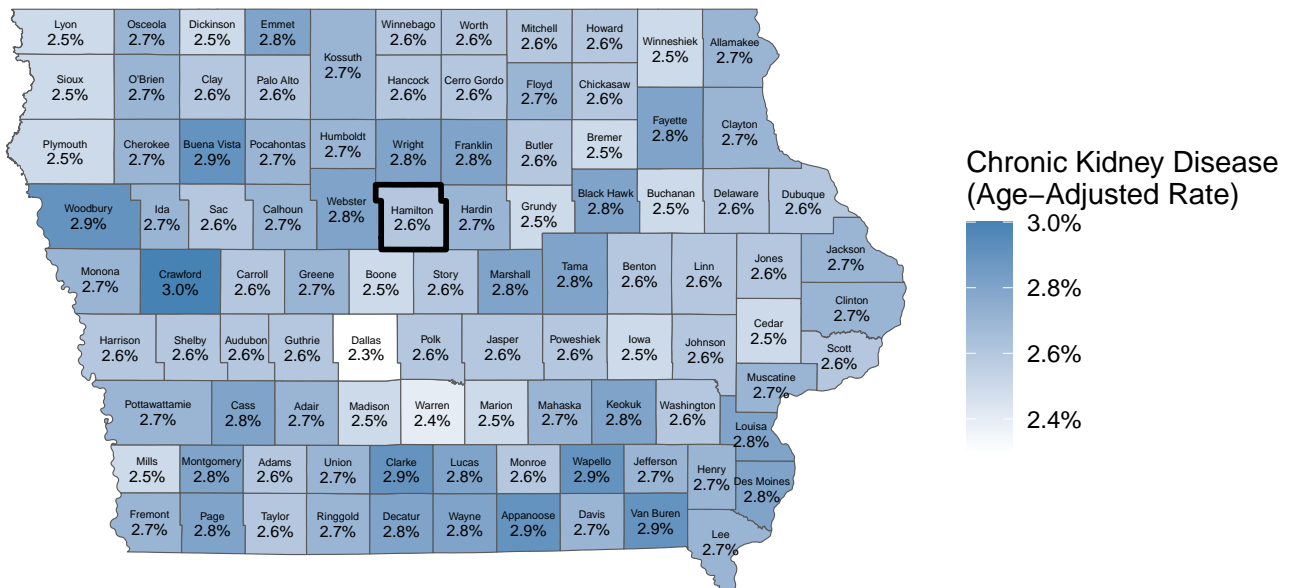 Lyon
2.5%
Osceola
2.7%
Dickinson
2.5%
Emmet
2.8%
Kossuth
2.7%
Winnebago
2.6%
Worth
2.6%
Mitchell
2.6%
Howard
2.6%
Winneshiek
2.5%
Allamakee
2.7%
Sioux
2.5%
O'Brien
2.7%
Clay
2.6%
Palo Alto
2.6%
Hancock
2.6%
Cerro Gordo
2.6%
Floyd
2.7%
Chickasaw
2.6%
Fayette
2.8%
Clayton
2.7%
Plymouth
2.5%
Cherokee
2.7%
Buena Vista
2.9%
Pocahontas
2.7%
Humboldt
2.7%
Wright
2.8%
Franklin
2.8%
Butler
2.6%
Bremer
2.5%
Woodbury
2.9%
Ida
2.7%
Sac
2.6%
Calhoun
2.7%
Webster
2.8%
Hamilton
2.6%
Hardin
2.7%
Grundy
2.5%
Black Hawk
2.8%
Buchanan
2.5%
Delaware
2.6%
Dubuque
2.6%
Monona
2.7%
Crawford
3.0%
Carroll
2.6%
Greene
2.7%
Boone
2.5%
Story
2.6%
Marshall
2.8%
Tama
2.8%
Benton
2.6%
Linn
2.6%
Jones
2.6%
Jackson
2.7%
Clinton
2.7%
Harrison
2.6%
Shelby
2.6%
Audubon
2.6%
Guthrie
2.6%
Dallas
2.3%
Polk
2.6%
Jasper
2.6%
Poweshiek
2.6%
Iowa
2.5%
Johnson
2.6%
Cedar
2.5%
Scott
2.6%
Muscatine
2.7%
Pottawattamie
2.7%
Cass
2.8%
Adair
2.7%
Madison
2.5%
Warren
2.4%
Marion
2.5%
Mahaska
2.7%
Keokuk
2.8%
Washington
2.6%
Louisa
2.8%
Mills
2.5%
Montgomery
2.8%
Adams
2.6%
Union
2.7%
Clarke
2.9%
Lucas
2.8%
Monroe
2.6%
Wapello
2.9%
Jefferson
2.7%
Henry
2.7%
Des Moines
2.8%
Fremont
2.7%
Page
2.8%
Taylor
2.6%
Ringgold
2.7%
Decatur
2.8%
Wayne
2.8%
Appanoose
2.9%
Davis
2.7%
Van Buren
2.9%
Lee
2.7%
Chronic Kidney Disease
(Age−Adjusted Rate)
3.0%
2.8%
2.6%
2.4%